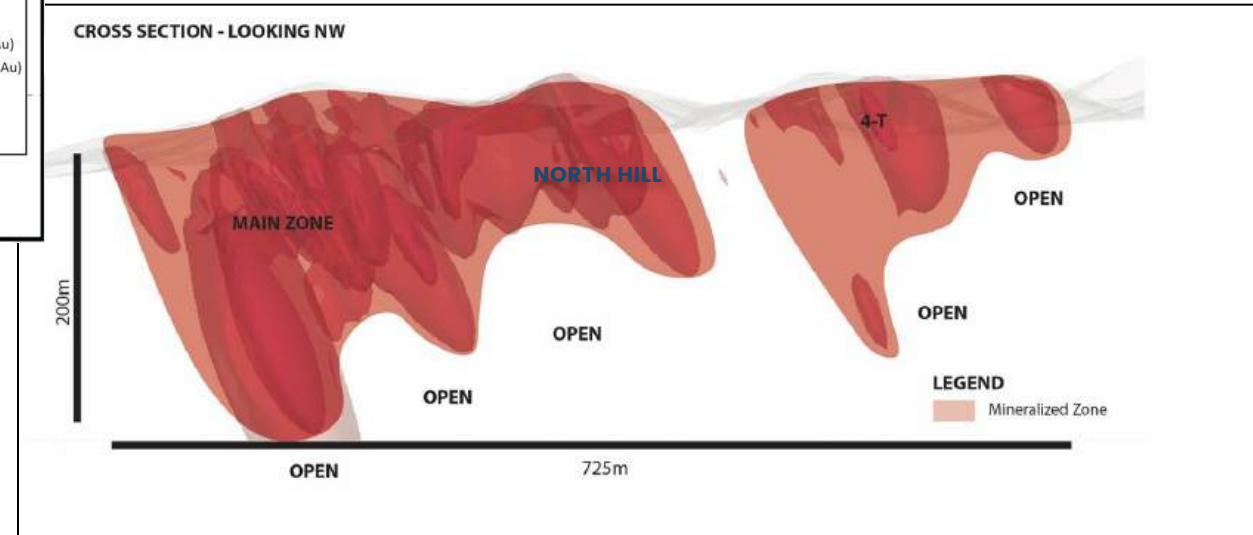 u)
Au)
CROSS SECTION - LOOKING NW
4-T
NORTH HILL
OPEN
MAIN ZONE
200m
OPEN
OPEN
LEGEND
OPEN
Mineralized Zone
OPEN
725m